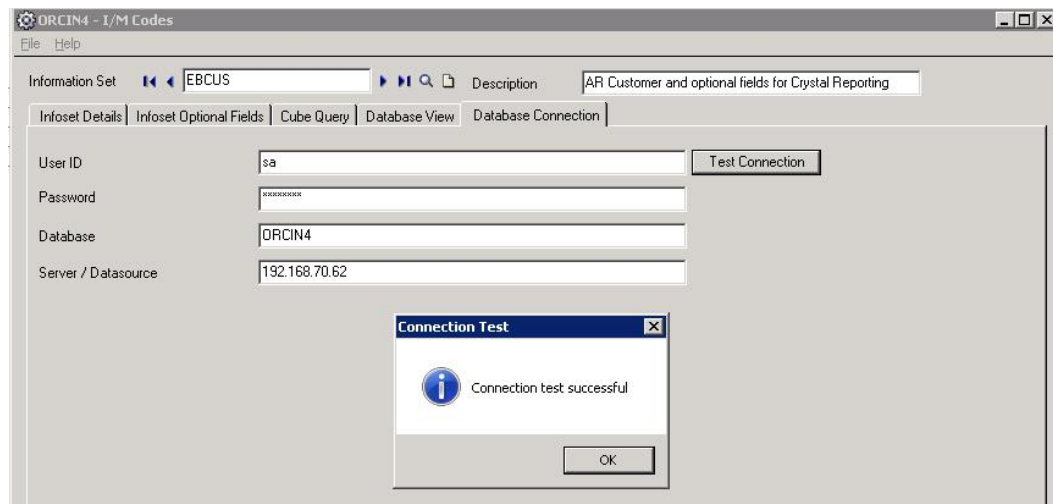 ORCIN4 - I/M Codes
File Help
Information Set EBCUS Description AR Customer and optional fields for Crystal Reporting
Infoset Details Infoset Optional Fields Cube Query Database View Database Connection
User ID sa Test Connection
Password ********
Database ORCIN4
Server / Datasource 192.168.70.62
Connection Test
Connection test successful
OK